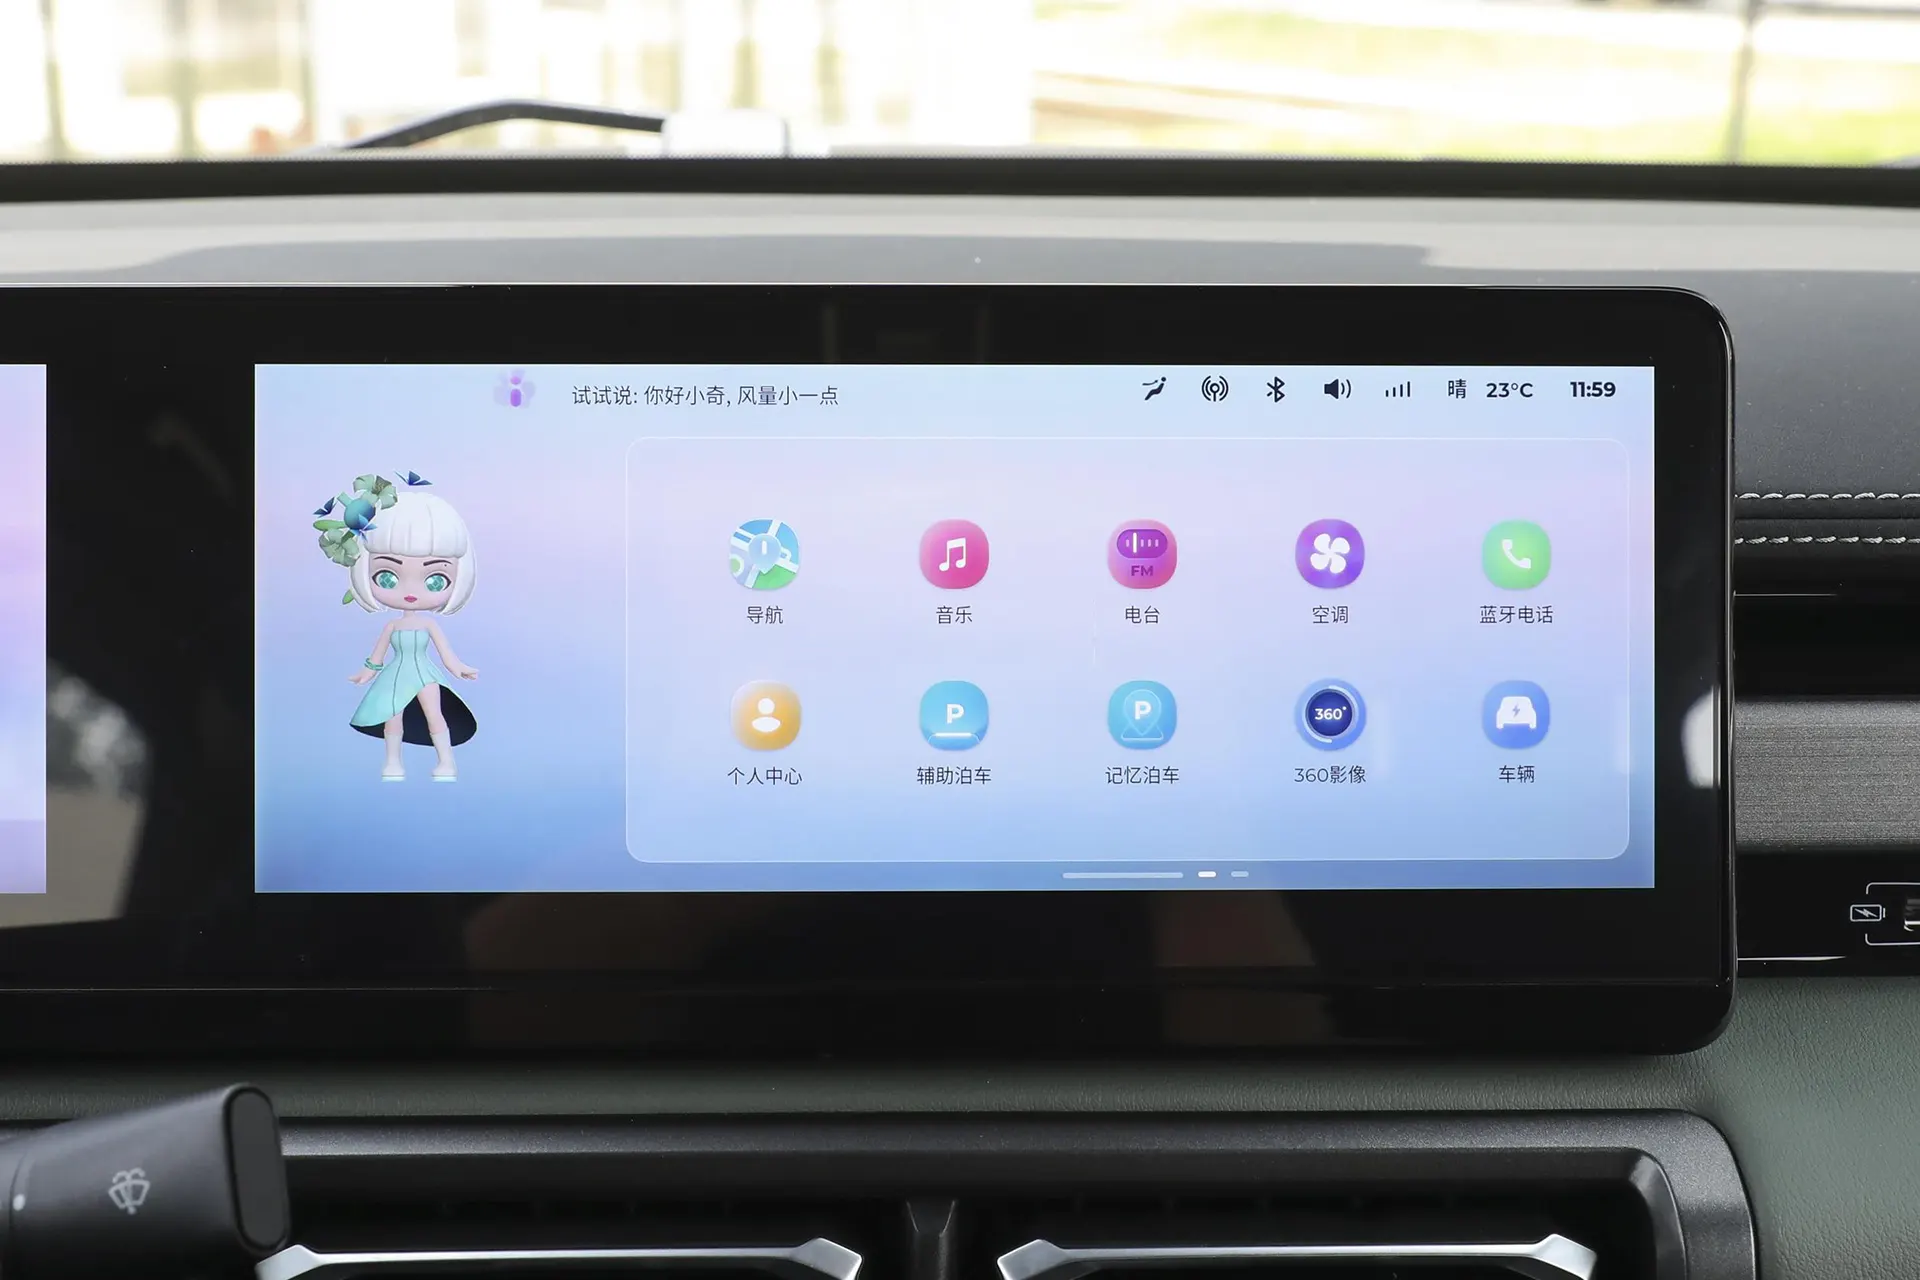 试试说: 你好小奇, 风量小一点
晴 23°C 11:59
FM
导航 音乐 电台 空调 蓝牙电话
P P 360°
个人中心 辅助泊车 记忆泊车 360影像 车辆